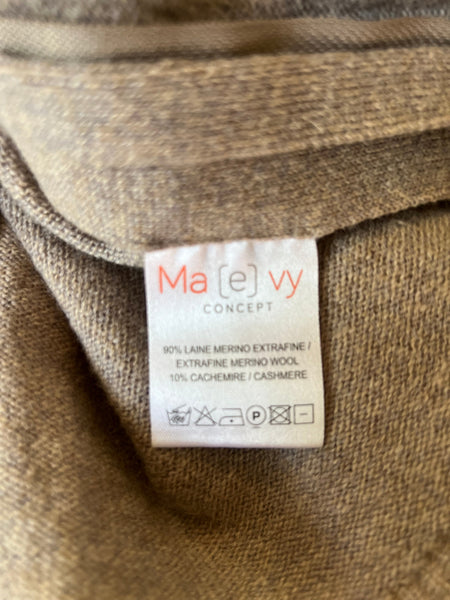 Ma(e)vy
CONCEPT
90% LAINE MERINO EXTRAFINE /
EXTRAFINE MERINO WOOL
10% CACHEMIRE / CASHMERE
P